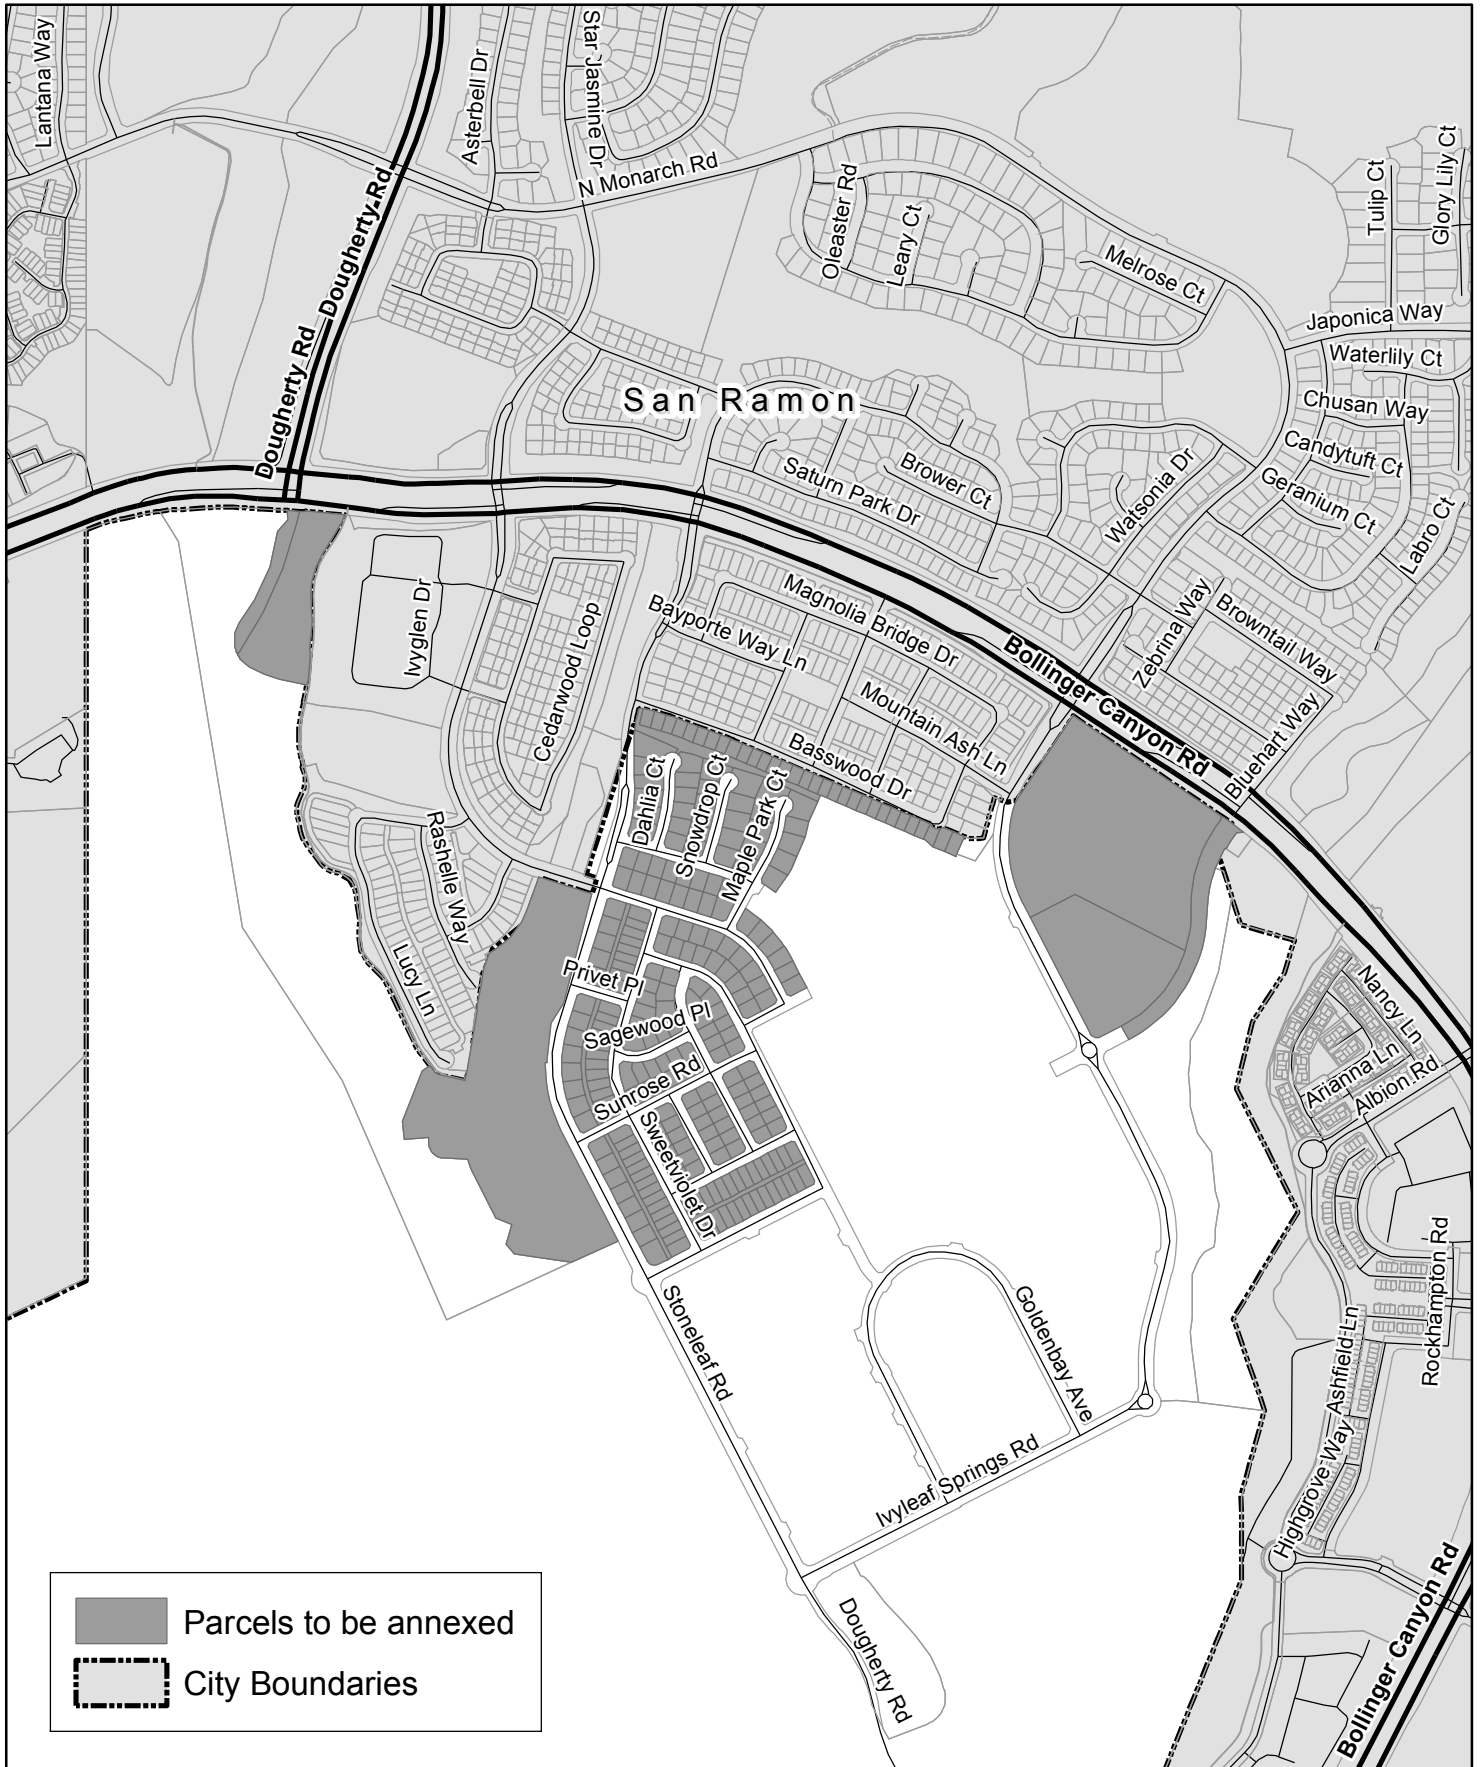 Lantana Way
Asterbell Dr
Star Jasmine Dr
N Monarch Rd
Dougherty Rd
Dougherty Rd
Oleaster Rd
Leary Ct
Melrose Ct
Tulip Ct
Glory Lily Ct
Japonica Way
Waterlily Ct
Chusan Way
Candytuft Ct
Geranium Ct
Labro Ct
San Ramon
Saturn Park Dr
Brower Ct
Watsonia Dr
Ivyglen Dr
Cedarwood Loop
Bayporte Way Ln
Magnolia Bridge Dr
Mountain Ash Ln
Basswood Dr
Bollinger Canyon Rd
Zebrina Way
Browntail Way
Bluehart Way
Dahlia Ct
Snowdrop Ct
Maple Park Ct
Rashelle Way
Lucy Ln
Privet Pl
Sagewood Pl
Sunrose Rd
Sweetviolet Dr
Nancy Ln
Arianna Ln
Albion Rd
Stoneleaf Rd
Goldenbay Ave
Ivyleaf Springs Rd
Rockhampton Rd
Ashfield Ln
Highgrove Way
Dougherty Rd
Bollinger Canyon Rd
Parcels to be annexed
City Boundaries